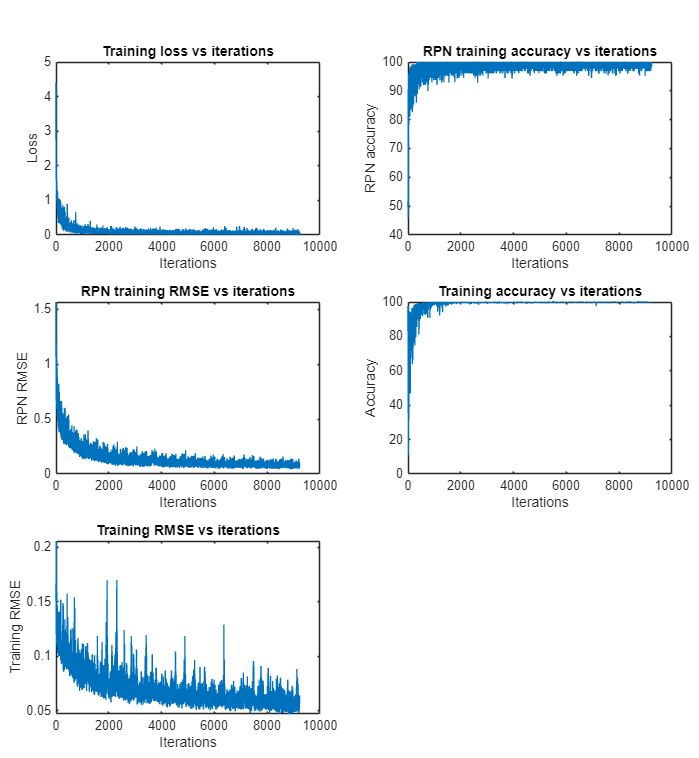 Training loss vs iterations
5
4
3
2
1
0
Loss
0 2000 4000 6000 8000 10000
Iterations
RPN training accuracy vs iterations
100
90
80
70
60
50
40
RPN accuracy
0 2000 4000 6000 8000 10000
Iterations
RPN training RMSE vs iterations
1.5
1
0.5
0
RPN RMSE
0 2000 4000 6000 8000 10000
Iterations
Training accuracy vs iterations
100
80
60
40
20
0
Accuracy
0 2000 4000 6000 8000 10000
Iterations
Training RMSE vs iterations
0.2
0.15
0.1
0.05
Training RMSE
0 2000 4000 6000 8000 10000
Iterations